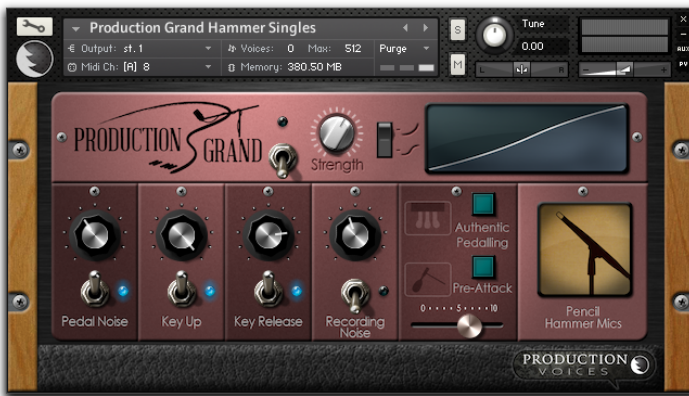 Production Grand Hammer Singles
Output: st.1
Voices: 0 Max: 512
Purge
Midi Ch: [A] 8
Memory: 380.50 MB
S
M
Tune
0.00
L
R
- +
×
-
AUX
PV
PRODUCTION
GRAND
Strength
Authentic
Pedalling
Pre-Attack
0 5 10
Pedal Noise
Key Up
Key Release
Recording
Noise
Pencil
Hammer Mics
PRODUCTION
VOICES